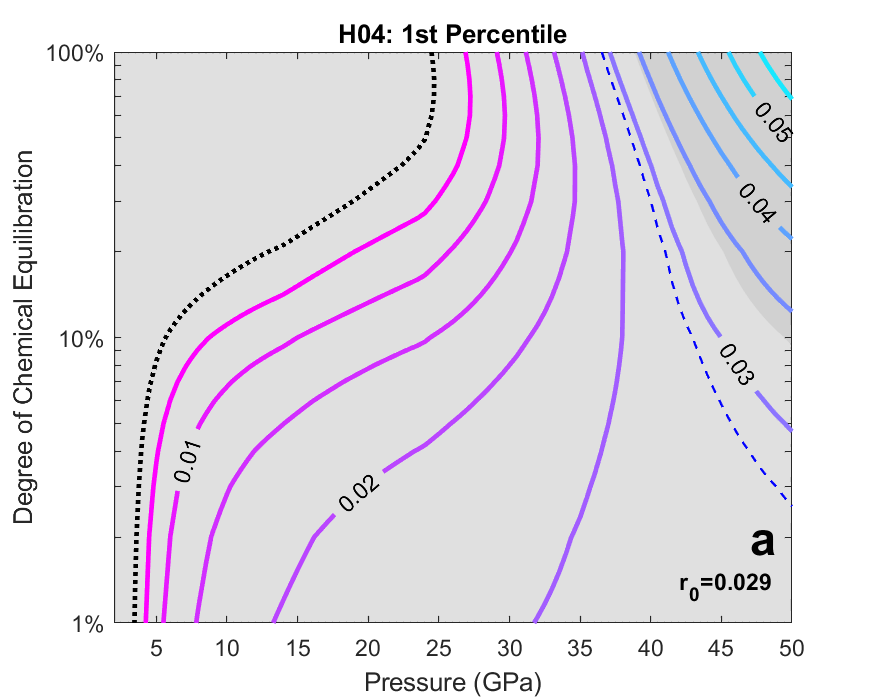 H04: 1st Percentile
100%
10%
1%
Degree of Chemical Equilibration
0.05
0.04
0.03
0.01
0.02
a
r0=0.029
5 10 15 20 25 30 35 40 45 50
Pressure (GPa)